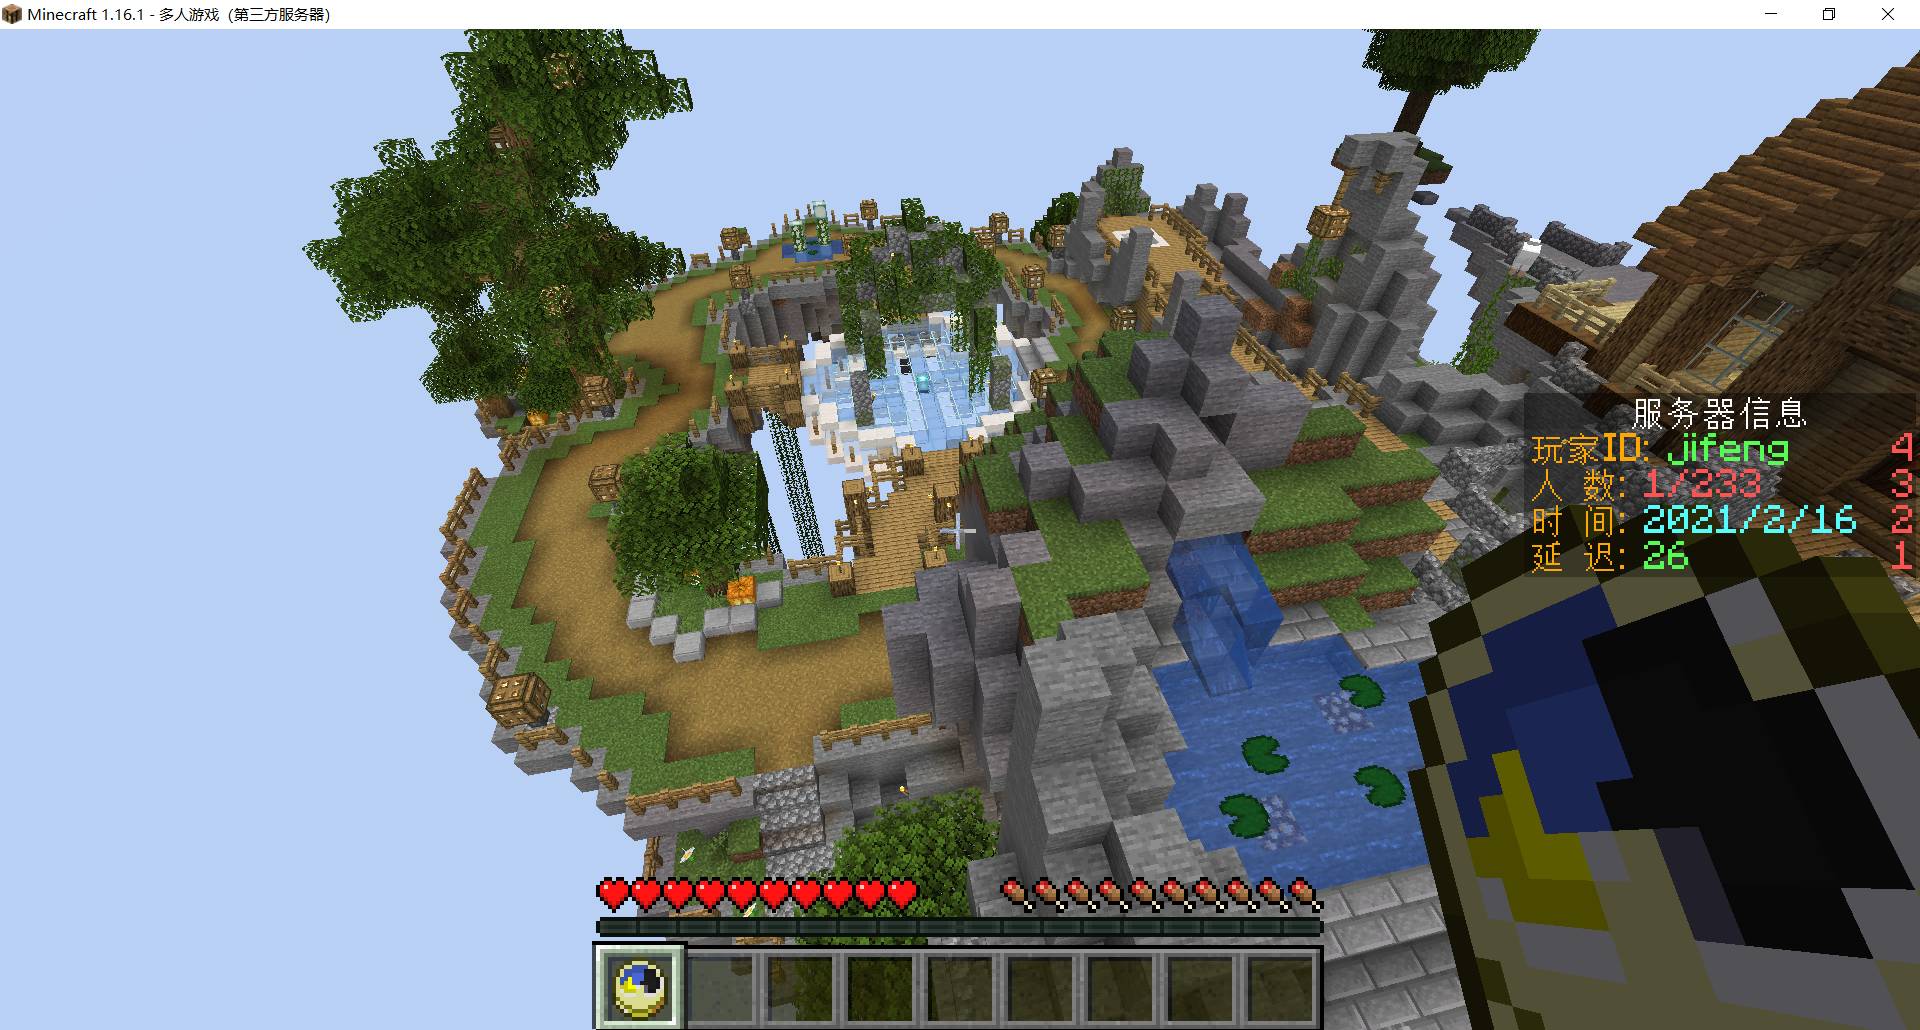 Minecraft 1.16.1 - 多人游戏 (第三方服务器)
服务器信息
玩家ID: jifeng 4
人 数: 1/233 3
时 间: 2021/2/16 2
延 迟: 26 1